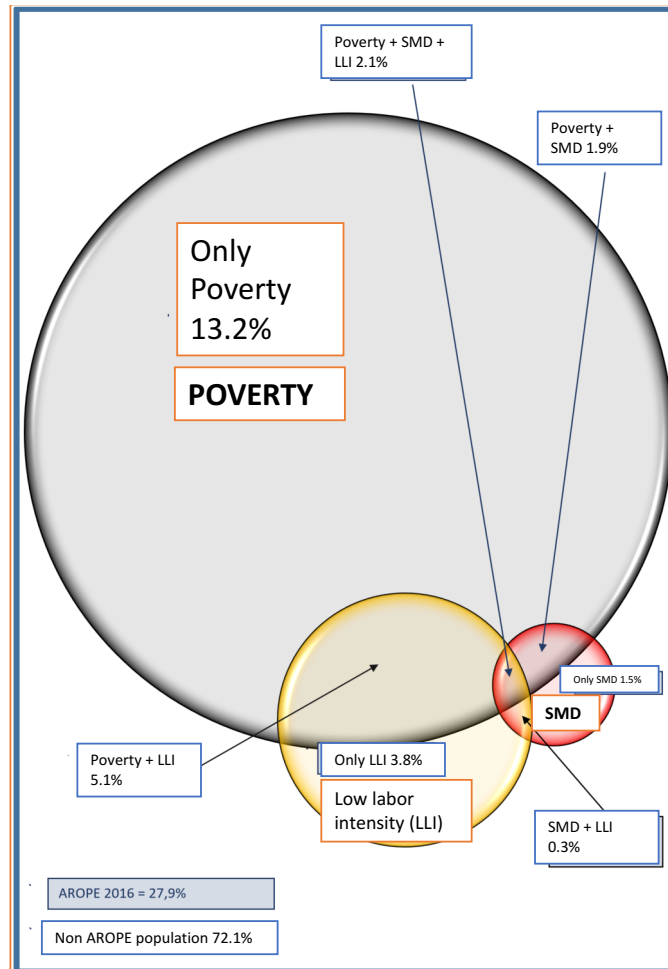 Poverty + SMD +
LLI 2.1%
Poverty +
SMD 1.9%
Only
Poverty
13.2%
POVERTY
Only SMD 1.5%
SMD
Poverty + LLI
5.1%
Only LLI 3.8%
Low labor
intensity (LLI)
SMD + LLI
0.3%
AROPE 2016 = 27,9%
Non AROPE population 72.1%